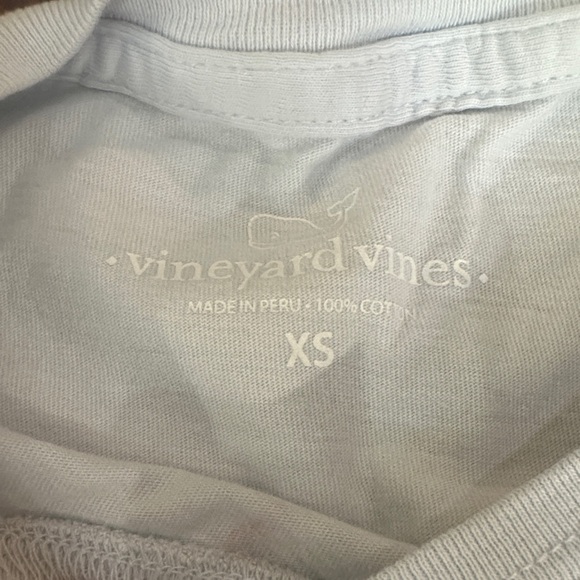 • vineyard vines •
MADE IN PERU • 100% COTTON
XS